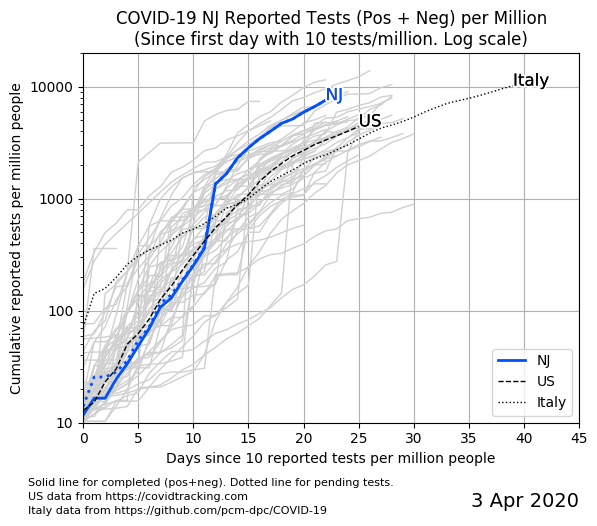 COVID-19 NJ Reported Tests (Pos + Neg) per Million
(Since first day with 10 tests/million. Log scale)
Cumulative reported tests per million people
10000
1000
100
10
Italy
NJ
US
NJ
US
Italy
0 5 10 15 20 25 30 35 40 45
Days since 10 reported tests per million people
Solid line for completed (pos+neg). Dotted line for pending tests.
US data from https://covidtracking.com
Italy data from https://github.com/pcm-dpc/COVID-19
3 Apr 2020